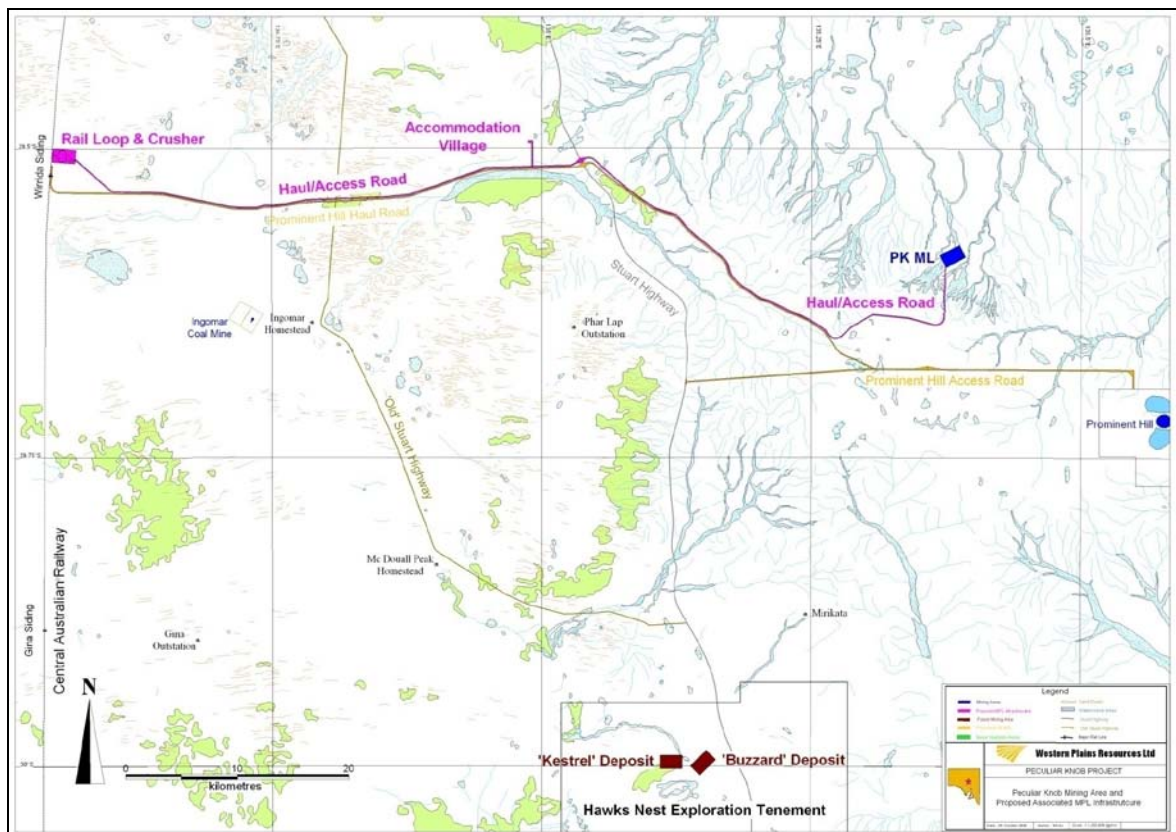 Rail Loop & Crusher
Accommodation
Village
Haul/Access Road
Prominent Hill Haul Road
Wirrida Siding
PK ML
Haul/Access Road
Stuart Highway
Ingomar
Coal Mine
Ingomar
Homestead
Phar Lap
Outstation
Prominent Hill Access Road
Prominent Hill
'Old' Stuart Highway
Mc Douall Peak
Homestead
Central Australian Railway
Gina Siding
Gina
Outstation
Mirikata
N
0 10 20
kilometres
'Kestrel' Deposit
'Buzzard' Deposit
Hawks Nest Exploration Tenement
Legend
Mining Areas
Western Plains Resources Ltd
PECULIAR KNOB PROJECT
Peculiar Knob Mining Area and
Proposed Associated MPL Infrastrutcure